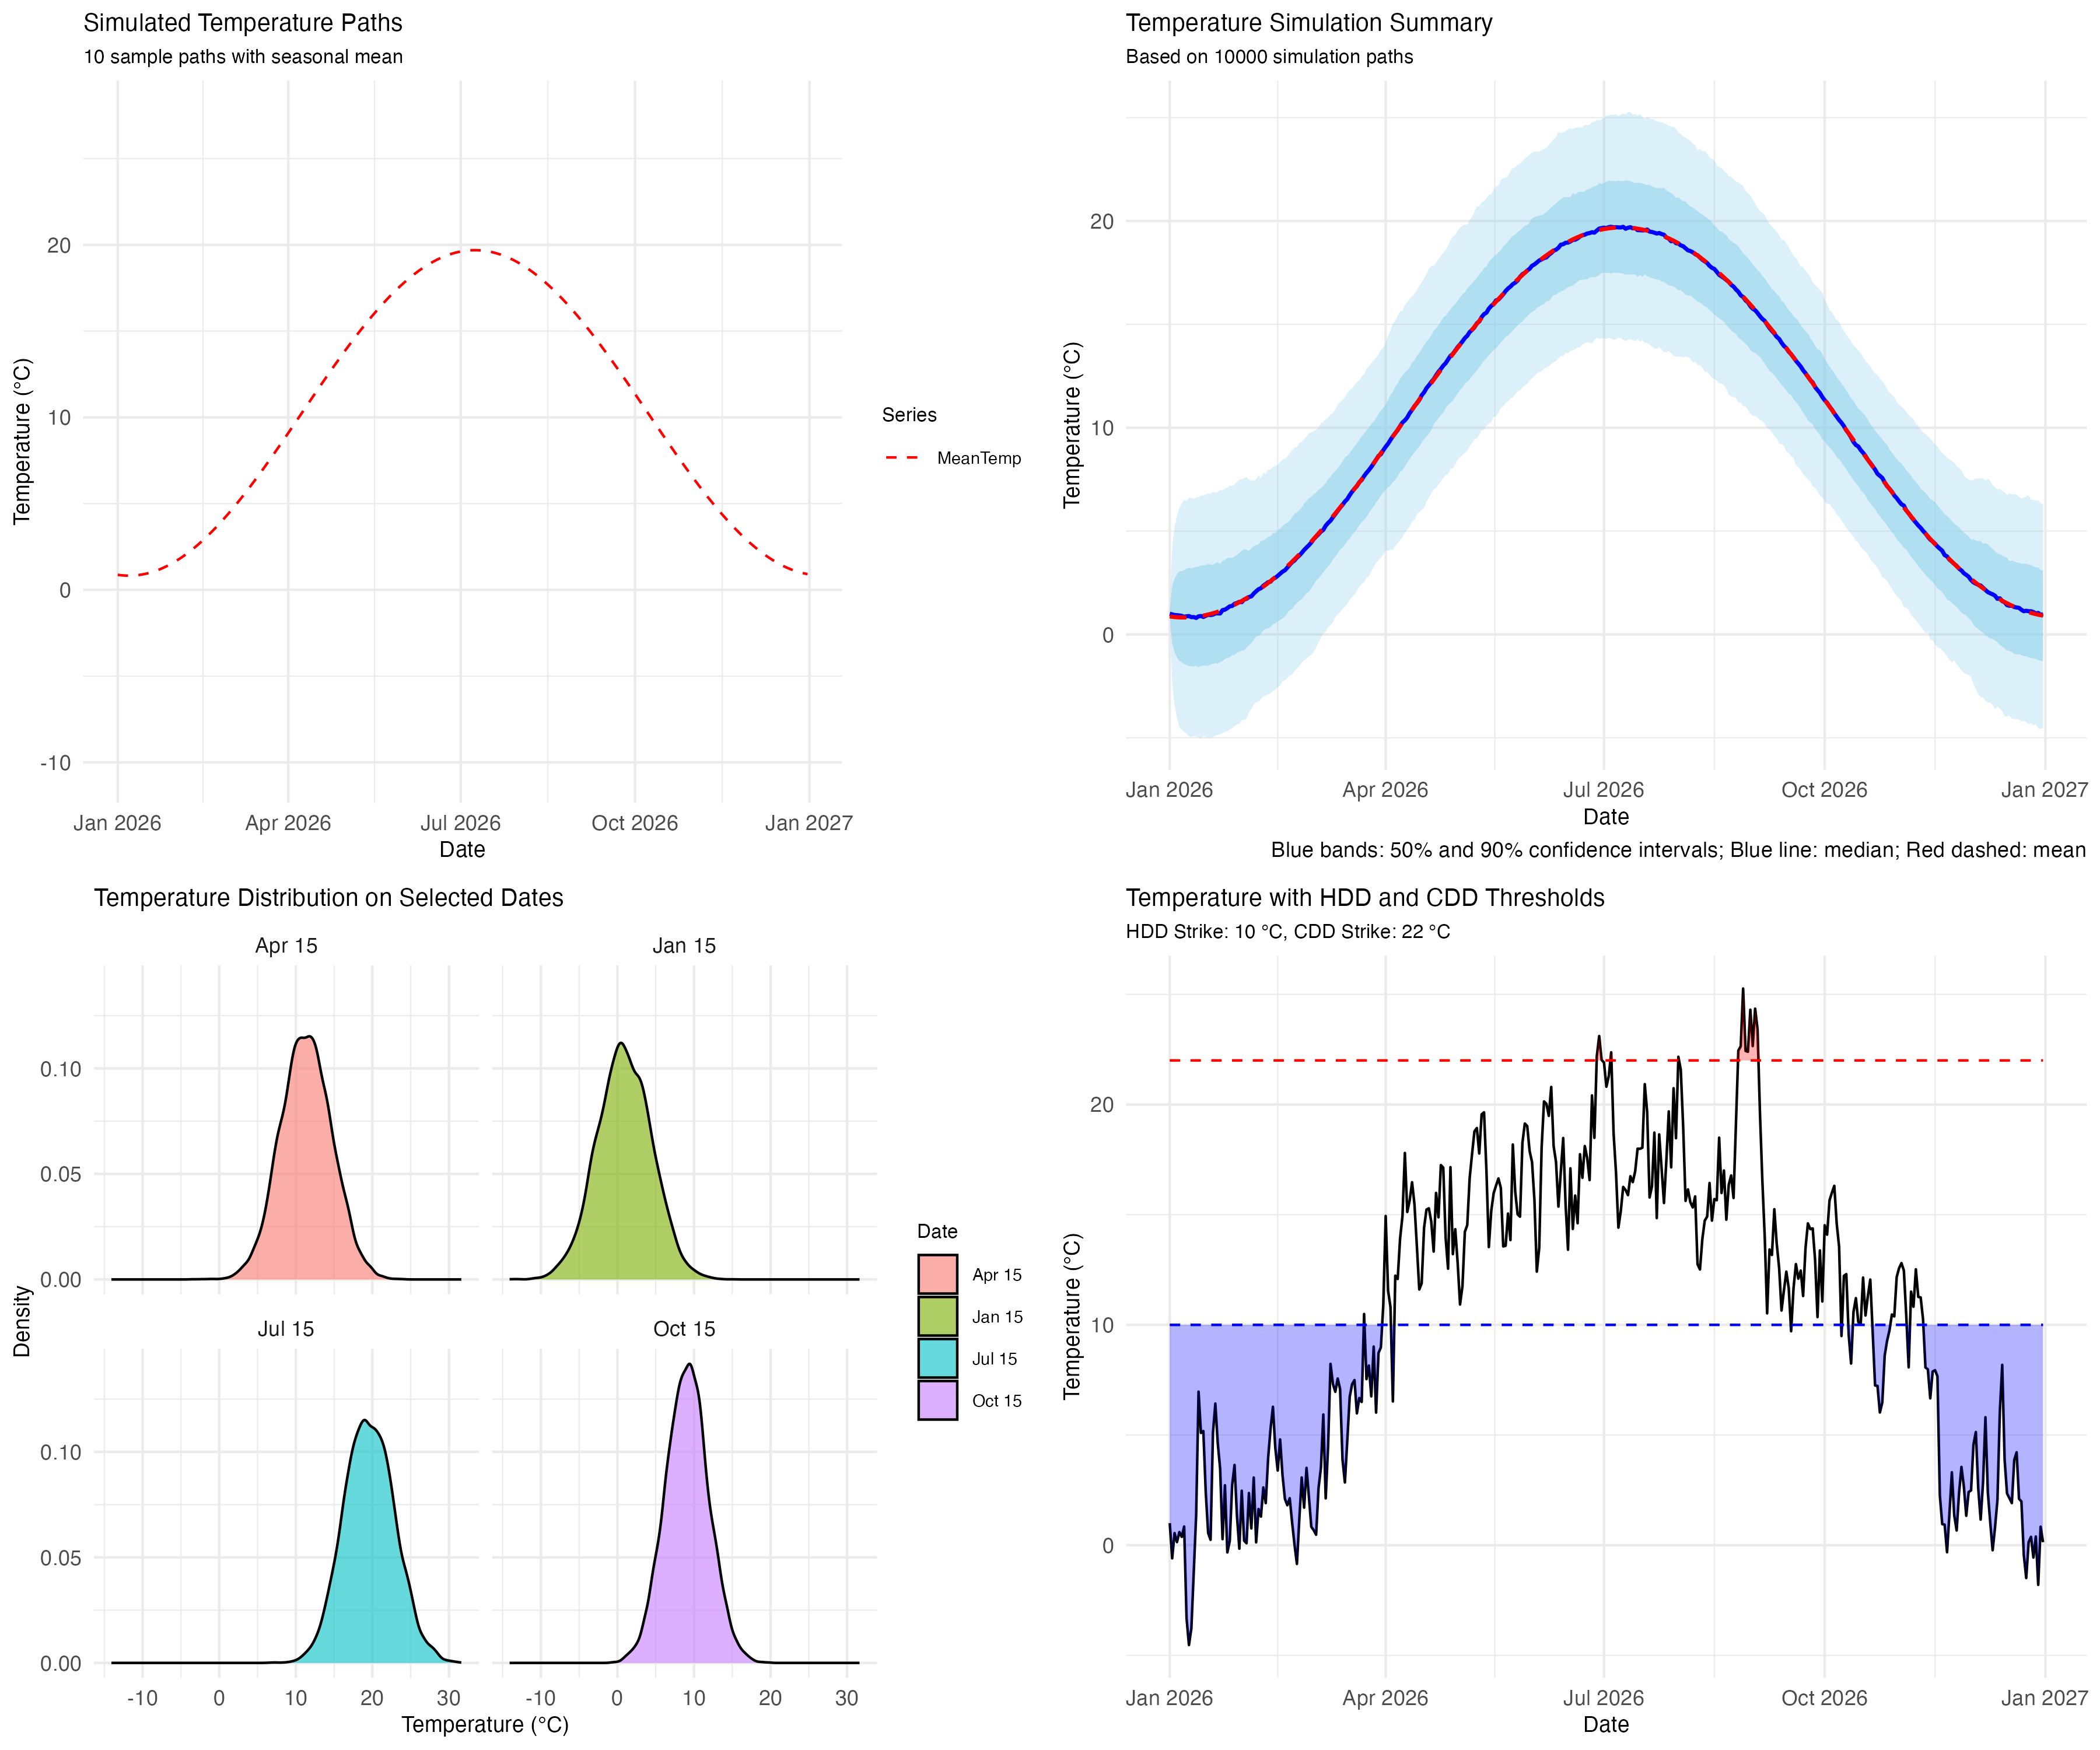 Simulated Temperature Paths
10 sample paths with seasonal mean
Temperature (°C)
20
10
0
-10
Jan 2026
Apr 2026
Jul 2026
Oct 2026
Jan 2027
Date
Series
MeanTemp
Temperature Simulation Summary
Based on 10000 simulation paths
Temperature (°C)
20
10
0
Jan 2026
Apr 2026
Jul 2026
Oct 2026
Jan 2027
Date
Blue bands: 50% and 90% confidence intervals; Blue line: median; Red dashed: mean
Temperature Distribution on Selected Dates
Apr 15
Jan 15
Density
0.10
0.05
0.00
Jul 15
Oct 15
0.10
0.05
0.00
-10
0
10
20
30
-10
0
10
20
30
Temperature (°C)
Date
Apr 15
Jan 15
Jul 15
Oct 15
Temperature with HDD and CDD Thresholds
HDD Strike: 10 °C, CDD Strike: 22 °C
Temperature (°C)
20
10
0
Jan 2026
Apr 2026
Jul 2026
Oct 2026
Jan 2027
Date